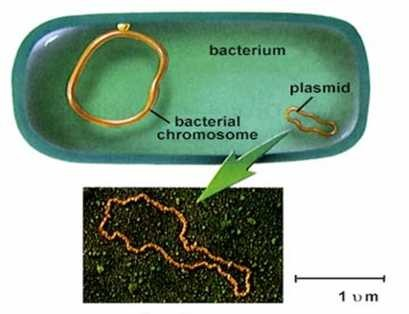 bacterium
plasmid
bacterial
chromosome
1 υm